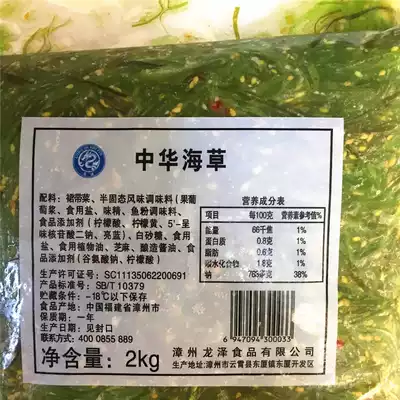 中华海草
配料：裙带菜、半固态风味调味料（果葡
萄浆、食用盐、味精、鱼粉调味料、
食品添加剂（柠檬酸、柠檬黄、5'-呈
味核苷酸二钠、亮蓝）、白砂糖、食用
盐、食用植物油、芝麻、酿造酱油、食
品添加剂（谷氨酸钠、柠檬酸）
生产许可证号：SC11135062200691
产品标准号：SB/T 10379
贮藏条件：-18℃以下保存
食品产地：中国福建省漳州市
保质期：一年
生产日期：见封口
联系方式：400 0855 889
净含量：2kg
营养成分表
项目 每100克 营养素参考值%
能量 66千焦 1%
蛋白质 0.8克 1%
脂肪 0.6克 1%
碳水化合物 1.8克 1%
钠 765毫克 38%
6 947094 300033
漳州龙泽食品有限公司
生产地址：漳州市云霄县东厦镇东厦开发区